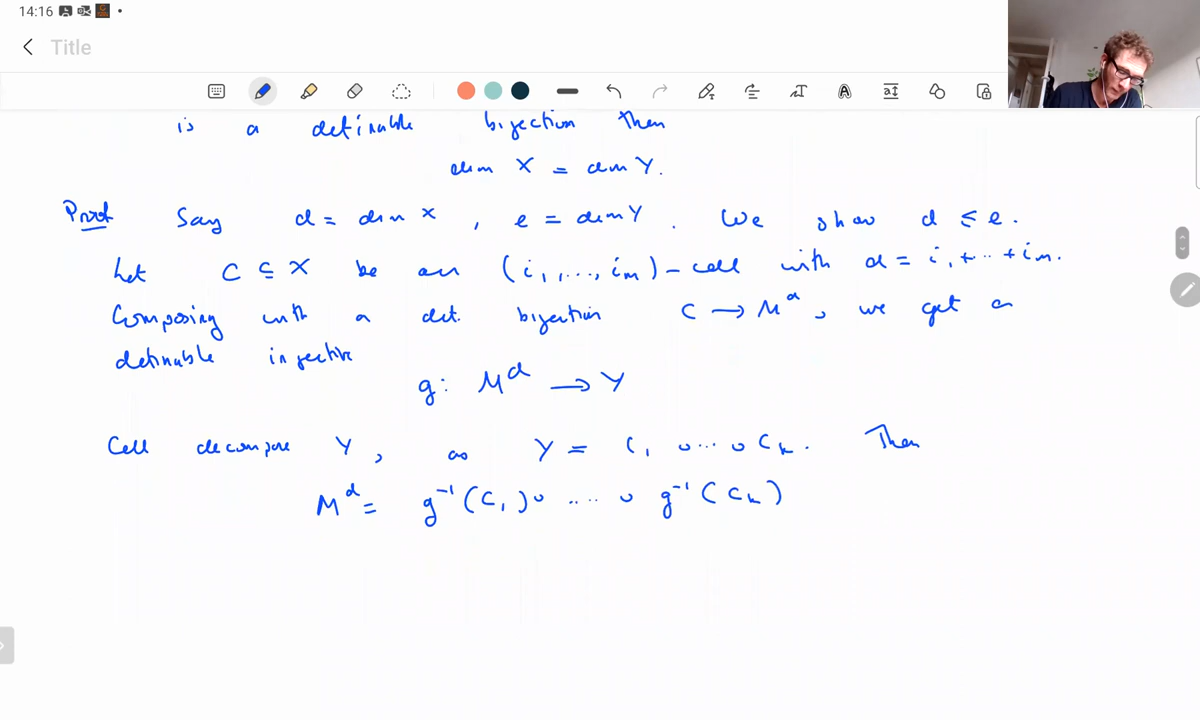 14:16
Title
is a definable bijection then
dim X = dim Y.
Proof Say d = dim X , e = dim Y . We show d ≤ e.
Let C ⊆ X be an (i₁,...,iₘ)-cell with d = i₁+...+iₘ.
Composing with a def. bijection C → Mᵈ, we get a
definable injective
g: Mᵈ → Y
Cell decompose Y, as Y = C₁ ∪ ... ∪ Cₖ. Then
Mᵈ = g⁻¹(C₁) ∪ .... ∪ g⁻¹(Cₖ)